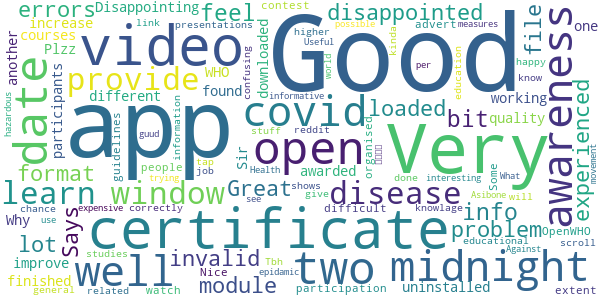 errors
Disappointing
feel
disappointed
contest
advert
link
presentations
increase
courses
Plzz
another
WHO
higher
Useful
kinda
possible
measures
video
Good
file
one
date
participants
provide
different
found
downloaded
confusing
world
per
education
happy
know
awareness
app
covid
loaded
working
informative
hazardous
guidelines
information
stuff
reddit
bit
quality
experienced
movement
format
guud
people
trying
tap
job
Sir
open
organised
Very
learn
window
Great
awarded
Health
shows
disease
done
interesting
Some
What
info
Asibone
will
Why
chance
use
Says
expensive
correctly
see
give
difficult
knowlage
problem
OpenWHO
certificate
educational
Against
scroll
lot
improve
studies
well
invalid
two
midnight
finished
general
related
watch
module
Nice
Tbh
epidamic
participation
uninstalled
extent